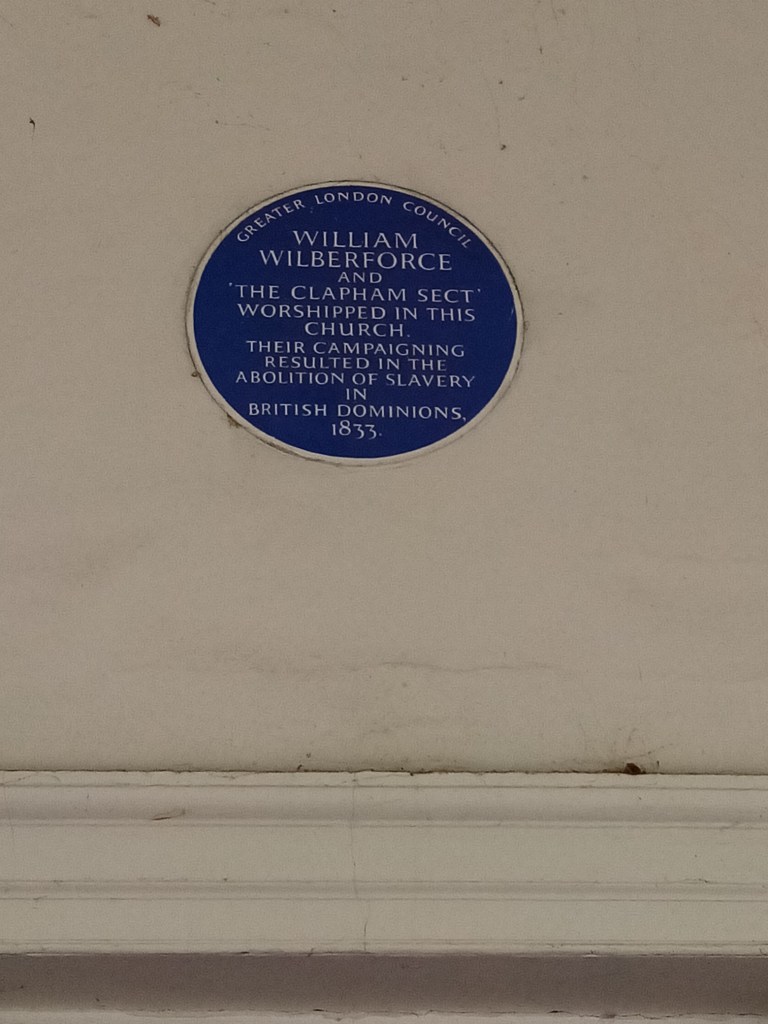 GREATER LONDON COUNCIL
WILLIAM
WILBERFORCE
AND
'THE CLAPHAM SECT'
WORSHIPPED IN THIS
CHURCH.
THEIR CAMPAIGNING
RESULTED IN THE
ABOLITION OF SLAVERY
IN
BRITISH DOMINIONS,
1833.